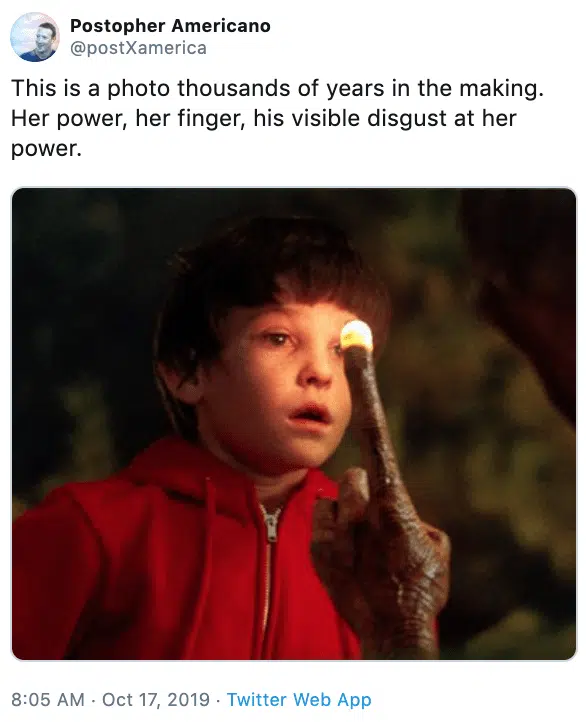 Postopher Americano
@postXamerica
This is a photo thousands of years in the making.
Her power, her finger, his visible disgust at her
power.
8:05 AM · Oct 17, 2019 · Twitter Web App